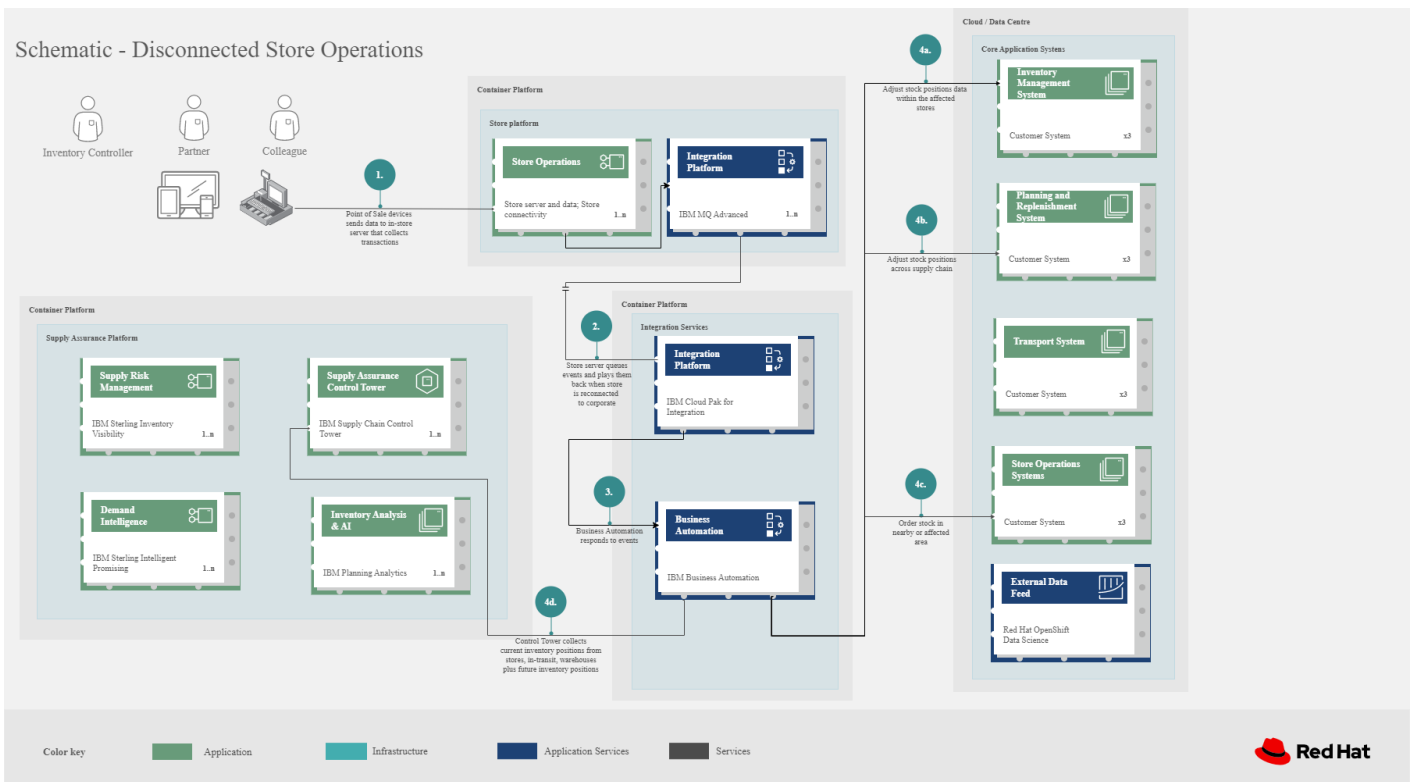 Schematic - Disconnected Store Operations
Inventory Controller
Partner
Colleague
1.
Point of Sale devices
sends data to in-store
server that collects
transactions
Container Platform
Store platform
Store Operations
Store server and data; Store
connectivity
1..n
Integration
Platform
IBM MQ Advanced
1..n
Container Platform
Supply Assurance Platform
Supply Risk
Management
IBM Sterling Inventory
Visibility
1..n
Supply Assurance
Control Tower
IBM Supply Chain Control
Tower
1..n
Demand
Intelligence
IBM Sterling Intelligent
Promising
1..n
Inventory Analysis
& AI
IBM Planning Analytics
1..n
2.
Store server queues
events and plays them
back when store
is reconnected
to corporate
3.
Business Automation
responds to events
4d.
Control Tower collects
current inventory positions from
stores, in-transit, warehouses
plus future inventory positions
Container Platform
Integration Services
Integration
Platform
IBM Cloud Pak for
Integration
Business
Automation
IBM Business Automation
4a.
Adjust stock positions data
within the affected
stores
4b.
Adjust stock positions
across supply chain
4c.
Order stock in
nearby or affected
area
Cloud / Data Centre
Core Application Systems
Inventory
Management
System
Customer System
x3
Planning and
Replenishment
System
Customer System
x3
Transport System
Customer System
x3
Store Operations
Systems
Customer System
x3
External Data
Feed
Red Hat OpenShift
Data Science
Color key
Application
Infrastructure
Application Services
Services
Red Hat